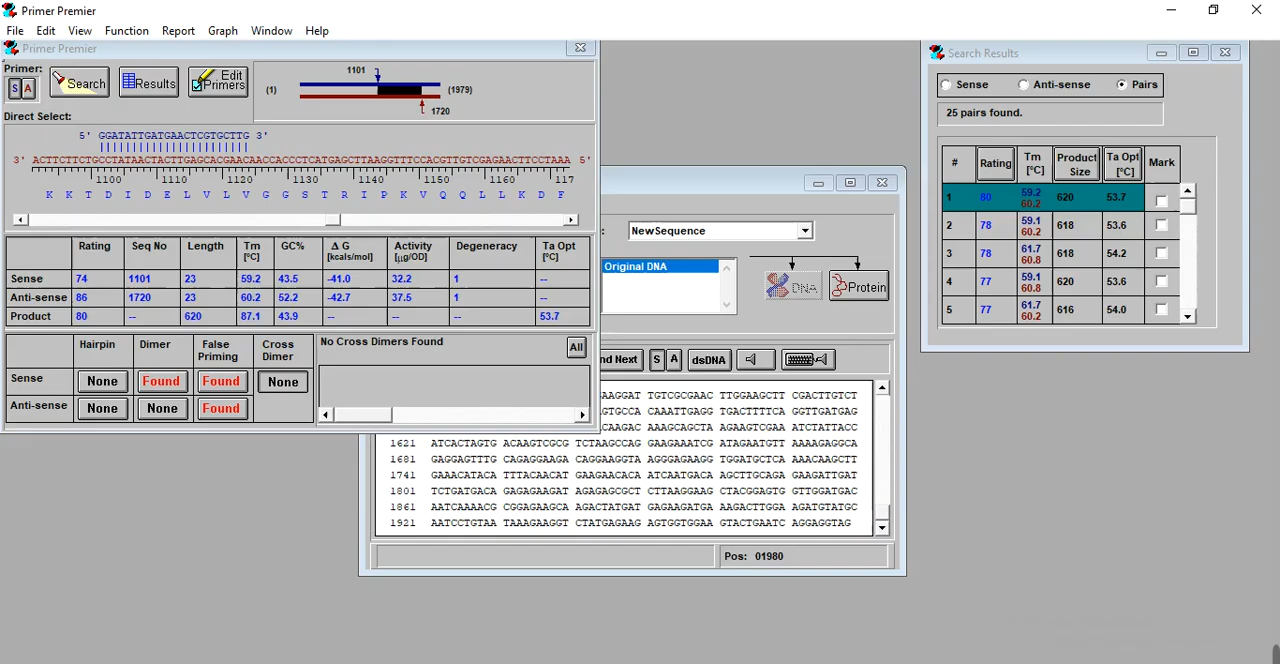 Primer Premier
File Edit View Function Report Graph Window Help
Primer Premier
Primer:
S A
Search
Results
Edit Primers
1101
(1)
(1979)
1720
Direct Select:
5' GGATATTGATGAACTCGTGCTTG 3'
3' ACTTCTTCTGCCTATAACTACTTGAGCACGAACAACCACCCTCATGAGCTTAAGGTTTCCACGTTGTCGAGAACTTCCTAAA 5'
1100 1110 1120 1130 1140 1150 1160 117
K K T D I D E L V L V G G S T R I P K V Q Q L L K D F
Rating Seq No Length Tm [ºC] GC% Δ G [kcals/mol] Activity [µg/OD] Degeneracy Ta Opt [ºC]
Sense 74 1101 23 59.2 43.5 -41.0 32.2 1 --
Anti-sense 86 1720 23 60.2 52.2 -42.7 37.5 1 --
Product 80 -- 620 87.1 43.9 -- -- -- 53.7
Hairpin Dimer False Priming Cross Dimer
Sense None Found Found None
Anti-sense None None Found
No Cross Dimers Found
All
:
NewSequence
Original DNA
DNA
Protein
nd Next S A dsDNA
AAGGAT TGTCGCGAAC TTGGAAGCTT CGACTTGTCT
GTGCCA CAAATTGAGG TGACTTTTCA GGTTGATGAG
CAAGAC AAAGCAGCTA AGAAGTCGAA ATCTATTACC
1621 ATCACTAGTG ACAAGTCGCG TCTAAGCCAG GAAGAAATCG ATAGAATGTT AAAAGAGGCA
1681 GAGGAGTTTG CAGAGGAAGA CAGGAAGGTA AAGGAGAAGG TGGATGCTCA AAACAAGCTT
1741 GAAACATACA TTTACAACAT GAAGAACACA ATCAATGACA AGCTTGCAGA GAAGATTGAT
1801 TCTGATGACA GAGAGAAGAT AGAGAGCGCT CTTAAGGAAG CTACGGAGTG GTTGGATGAC
1861 AATCAAAACG CGGAGAAGCA AGACTATGAT GAGAAGATGA AAGACTTGGA AGATGTATGC
1921 AATCCTGTAA TAAAGAAGGT CTATGAGAAG AGTGGTGGAA GTACTGAATC AGGAGGTAG
Pos: 01980
Search Results
Sense Anti-sense Pairs
25 pairs found.
# Rating Tm [ºC] Product Size Ta Opt [ºC] Mark
1 80 59.2 60.2 620 53.7
2 78 59.1 60.2 618 53.6
3 78 61.7 60.8 618 54.2
4 77 59.1 60.8 620 53.6
5 77 61.7 60.2 616 54.0